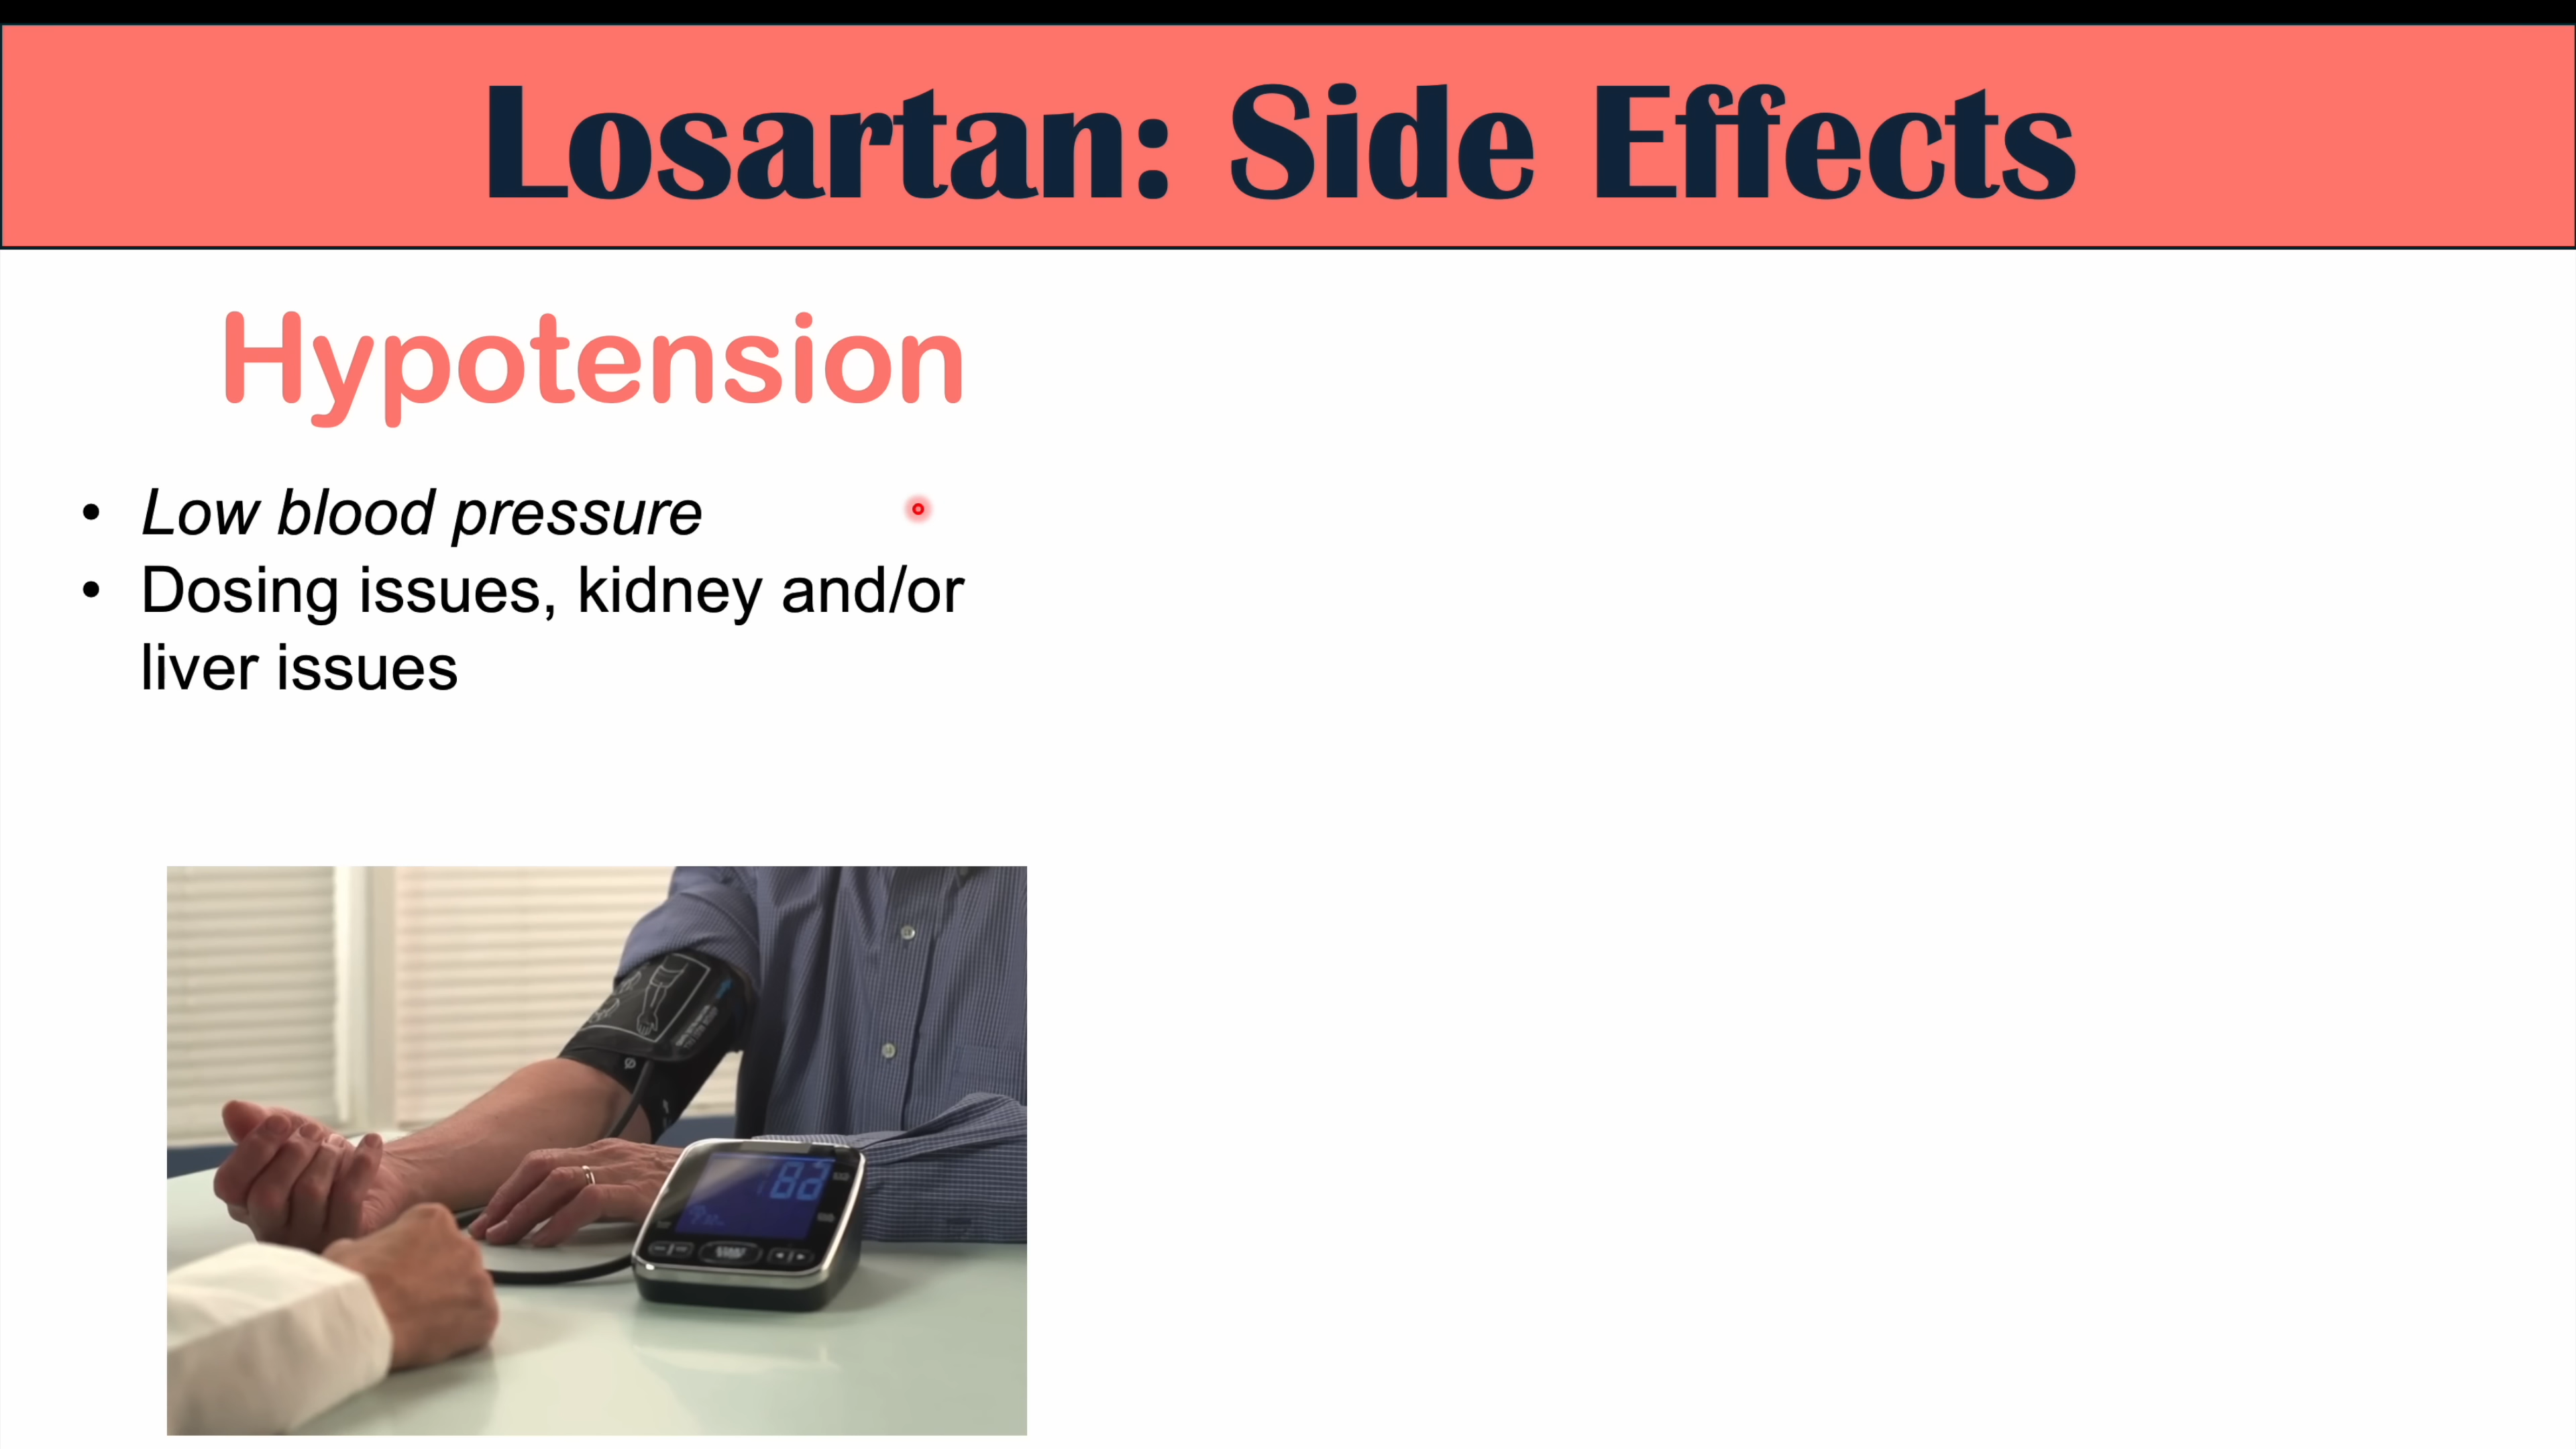 Losartan: Side Effects
Hypotension
• Low blood pressure
• Dosing issues, kidney and/or
liver issues